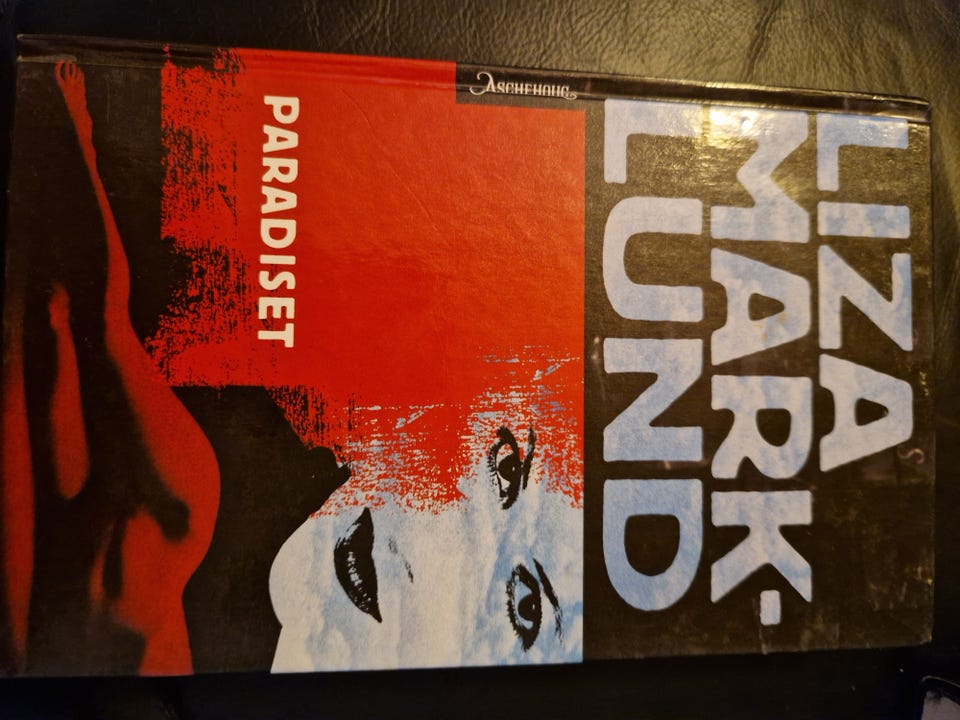 LIZA
MARK-
LUND
PARADISET
ASCHEHOUG